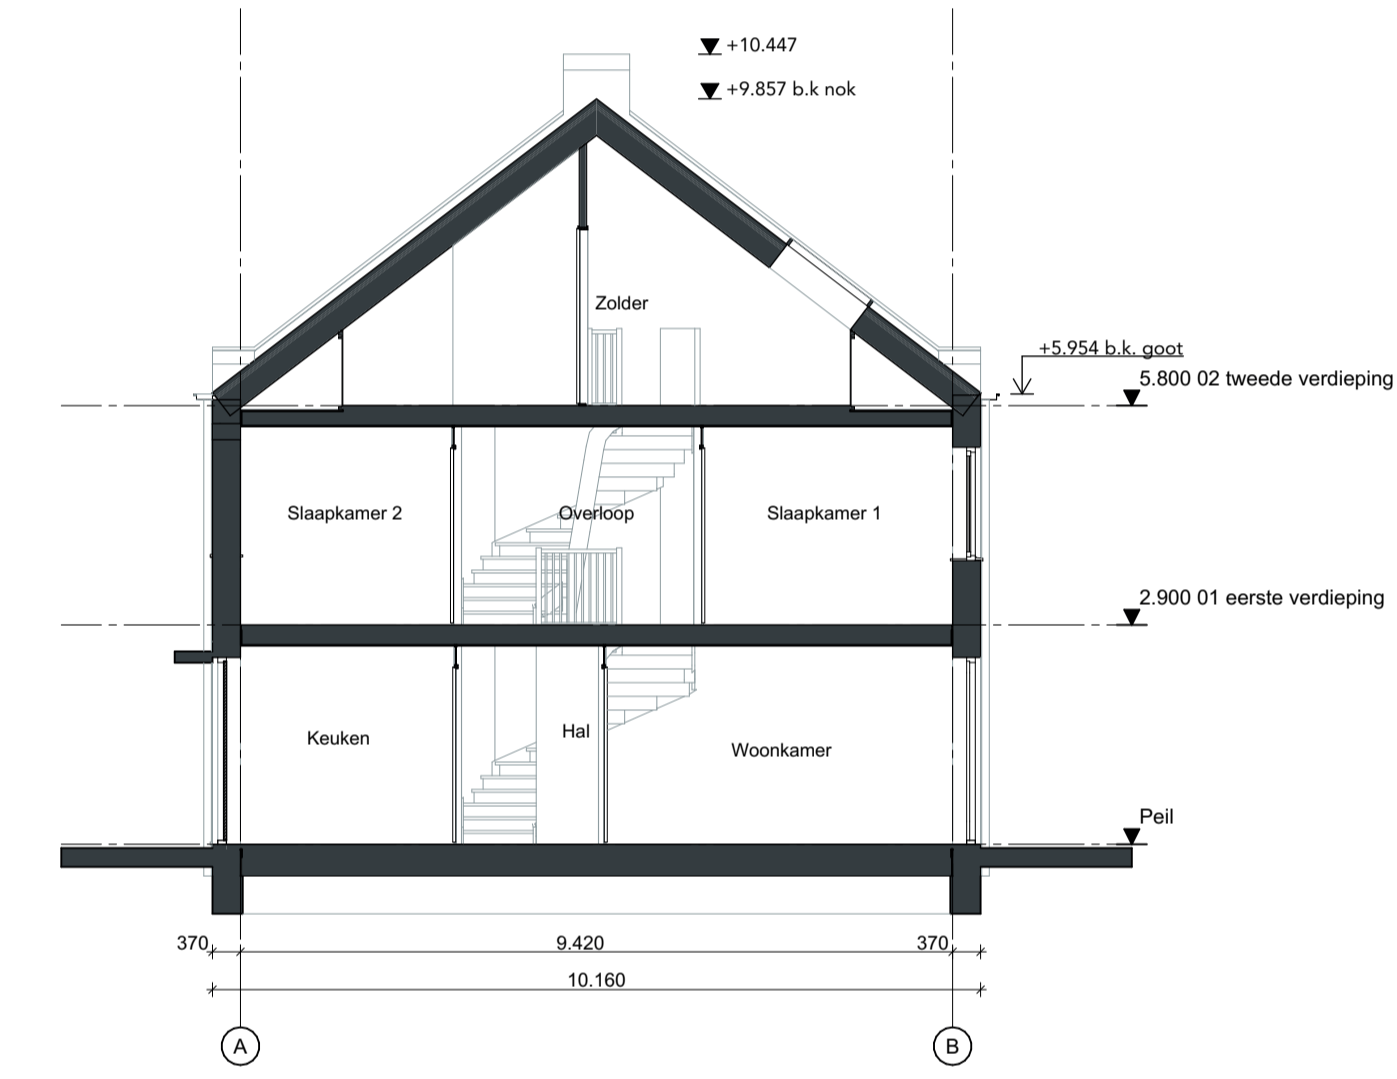 +10.447
+9.857 b.k nok
Zolder
+5.954 b.k. goot
5.800 02 tweede verdieping
Slaapkamer 2
Overloop
Slaapkamer 1
2.900 01 eerste verdieping
Keuken
Hal
Woonkamer
Peil
370
9.420
370
10.160
A
B